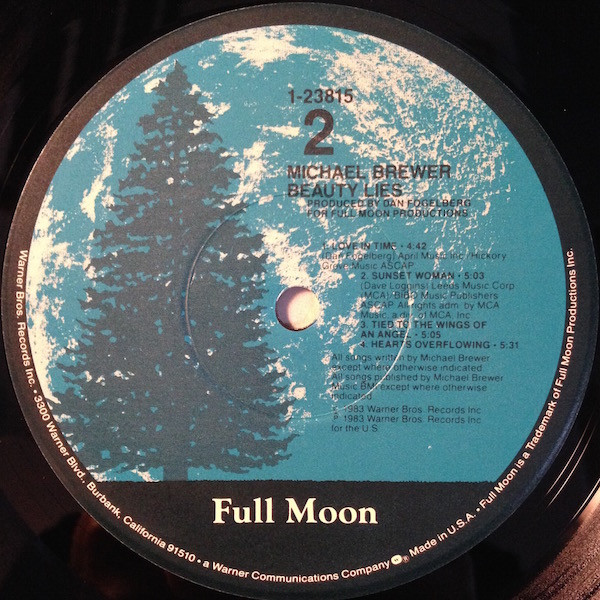 1-23815
2
MICHAEL BREWER
BEAUTY LIES
PRODUCED BY DAN FOGELBERG
FOR FULL MOON PRODUCTIONS
1. LOVE IN TIME • 4:42
(Dan Fogelberg) April Music Inc./Hickory
Grove Music ASCAP
2. SUNSET WOMAN • 5:03
(Dave Loggins) Leeds Music Corp.
(MCA)/ Music Publishers
ASCAP. All rights adm. by MCA
Music, a div. of MCA, Inc.
3. TIED TO THE WINGS OF
AN ANGEL • 5:05
4. HEARTS OVERFLOWING • 5:31
All songs written by Michael Brewer
except where otherwise indicated.
All songs published by Michael Brewer
Music BMI except where otherwise
indicated.
© 1983 Warner Bros. Records Inc.
℗ 1983 Warner Bros. Records Inc.
for the U.S.
Full Moon
Warner Bros. Records Inc. • 3300 Warner Blvd., Burbank, California 91510 • a Warner Communications Company ® Made in U.S.A. • Full Moon is a Trademark of Full Moon Productions Inc.